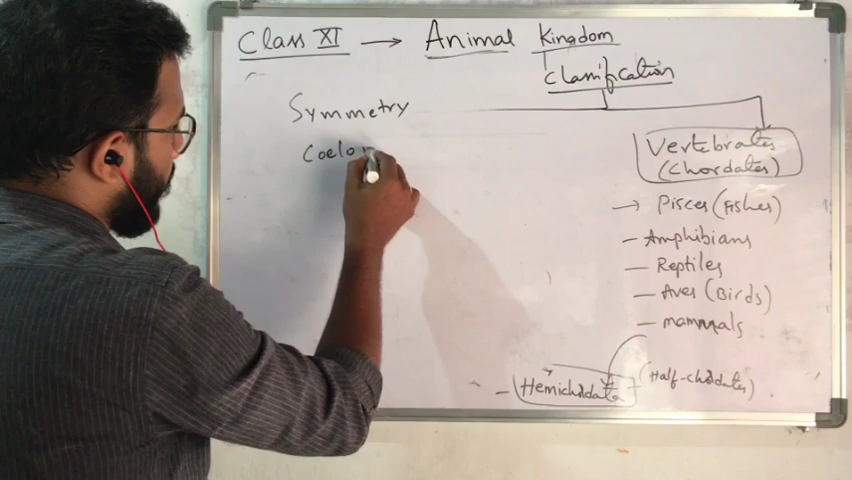 Class XI → Animal Kingdom
Classification
Symmetry
Coelo
Vertebrates
(Chordates)
→ Pisces (Fishes)
– Amphibians
– Reptiles
– Aves (Birds)
– mammals
– Hemichordata – (Half-chordates)